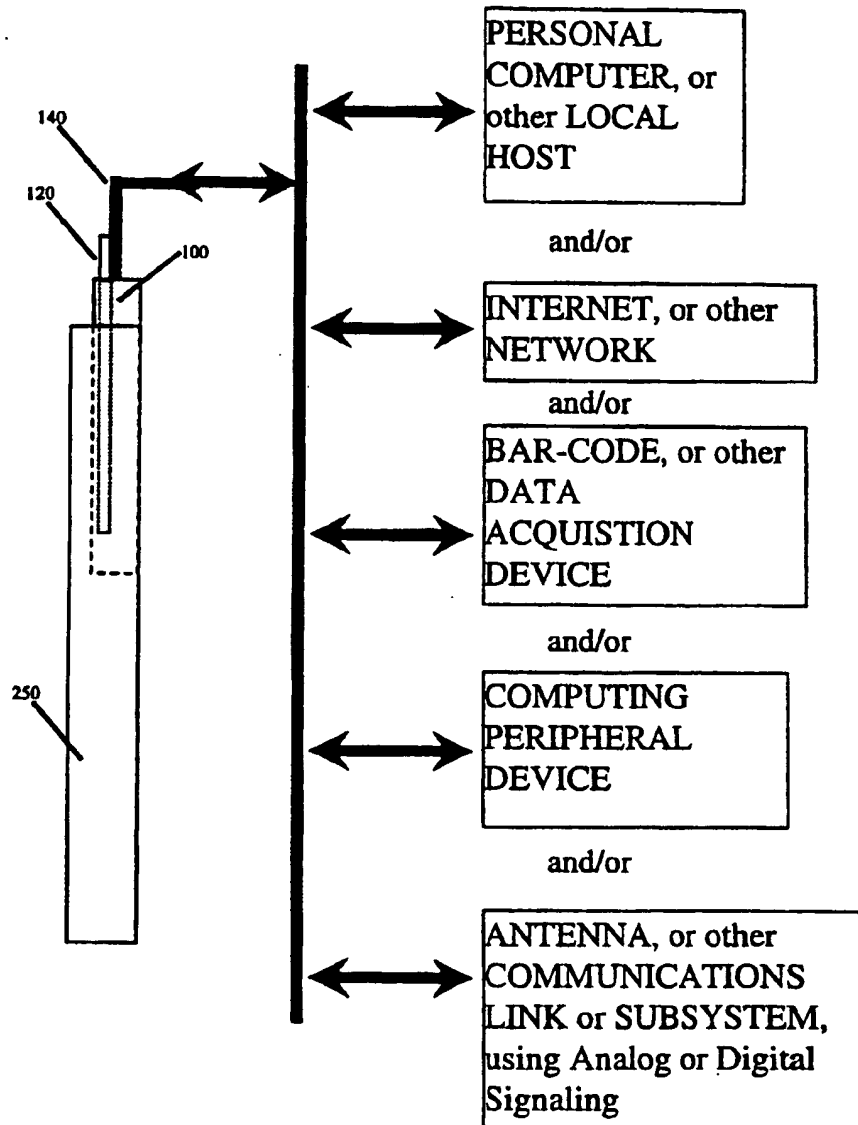 PERSONAL
COMPUTER, or
other LOCAL
HOST
140
120
100
and/or
INTERNET, or other
NETWORK
and/or
BAR-CODE, or other
DATA
ACQUISTION
DEVICE
and/or
250
COMPUTING
PERIPHERAL
DEVICE
and/or
ANTENNA, or other
COMMUNICATIONS
LINK or SUBSYSTEM,
using Analog or Digital
Signaling